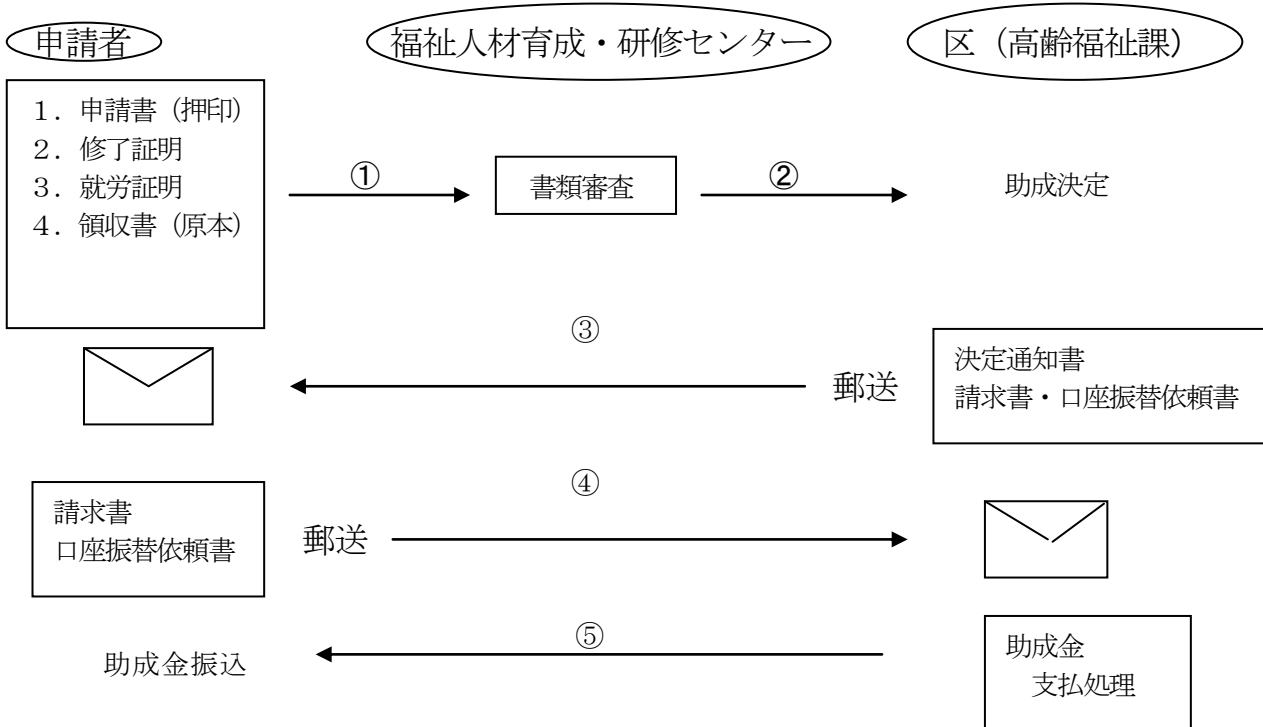 申請者
福祉人材育成・研修センター
区（高齢福祉課）
１．申請書（押印）
２．修了証明
３．就労証明
４．領収書（原本）
①
書類審査
②
助成決定
③
郵送
決定通知書
請求書・口座振替依頼書
④
請求書
口座振替依頼書
郵送
⑤
助成金振込
助成金
支払処理